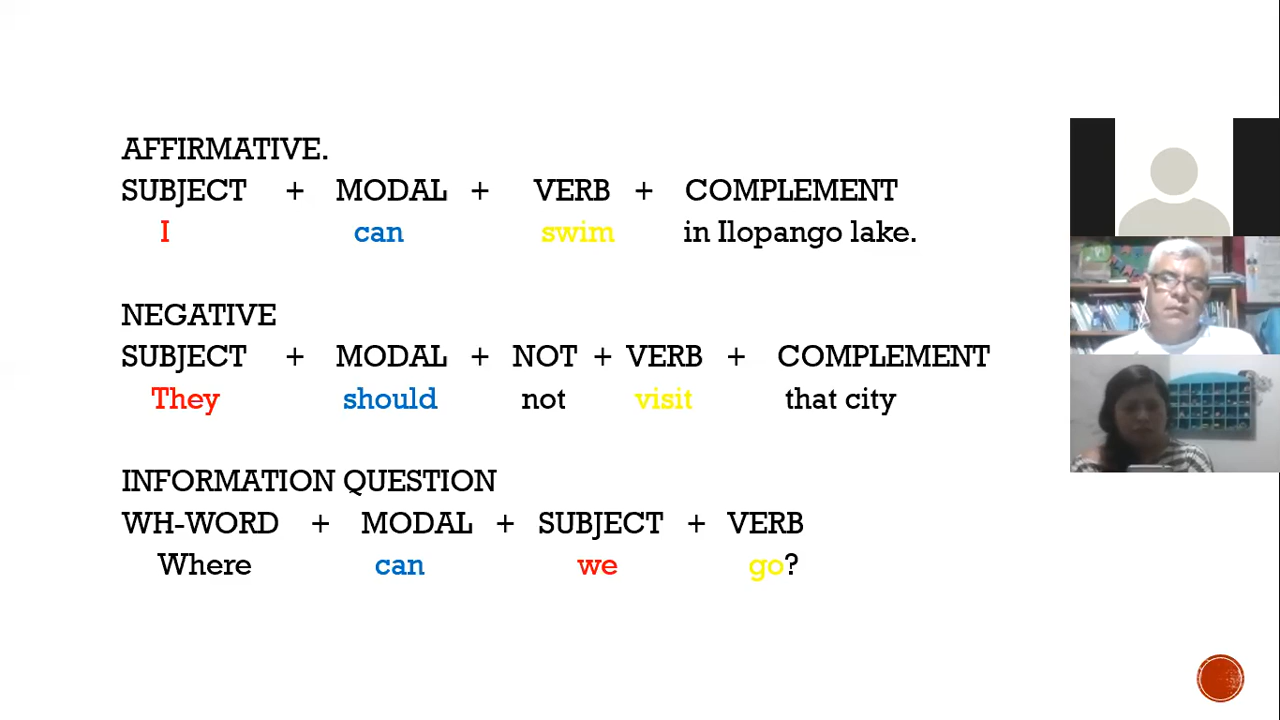 AFFIRMATIVE.
SUBJECT + MODAL + VERB + COMPLEMENT
I can swim in Ilopango lake.
NEGATIVE
SUBJECT + MODAL + NOT + VERB + COMPLEMENT
They should not visit that city
INFORMATION QUESTION
WH-WORD + MODAL + SUBJECT + VERB
Where can we go?